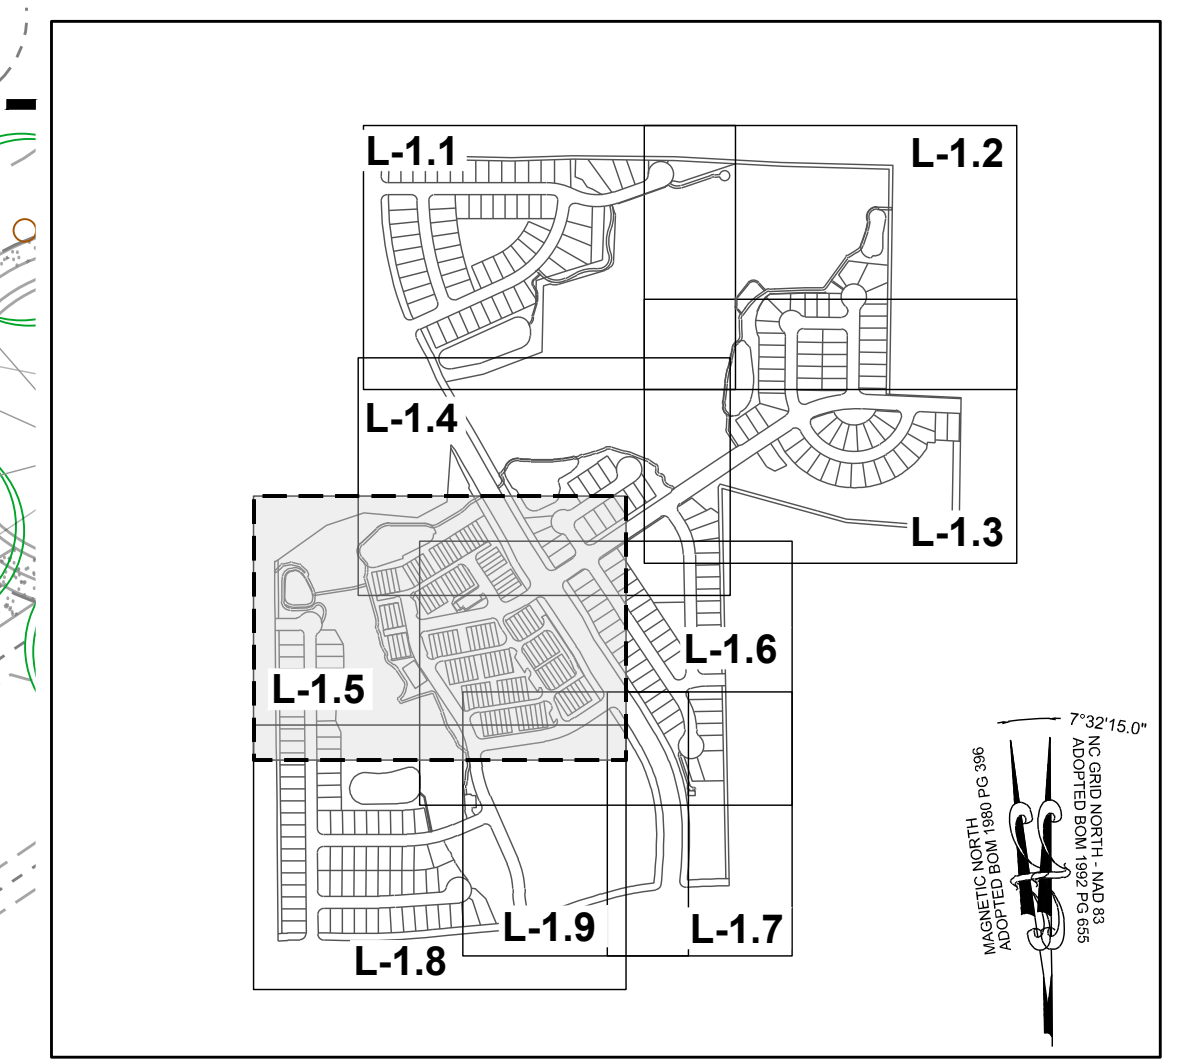 L-1.1
L-1.2
L-1.4
L-1.3
L-1.6
L-1.5
L-1.9
L-1.7
L-1.8
7°32'15.0"
MAGNETIC NORTH
ADOPTED BOM 1980 PG 396
NC GRID NORTH - NAD 83
ADOPTED BOM 1992 PG 655